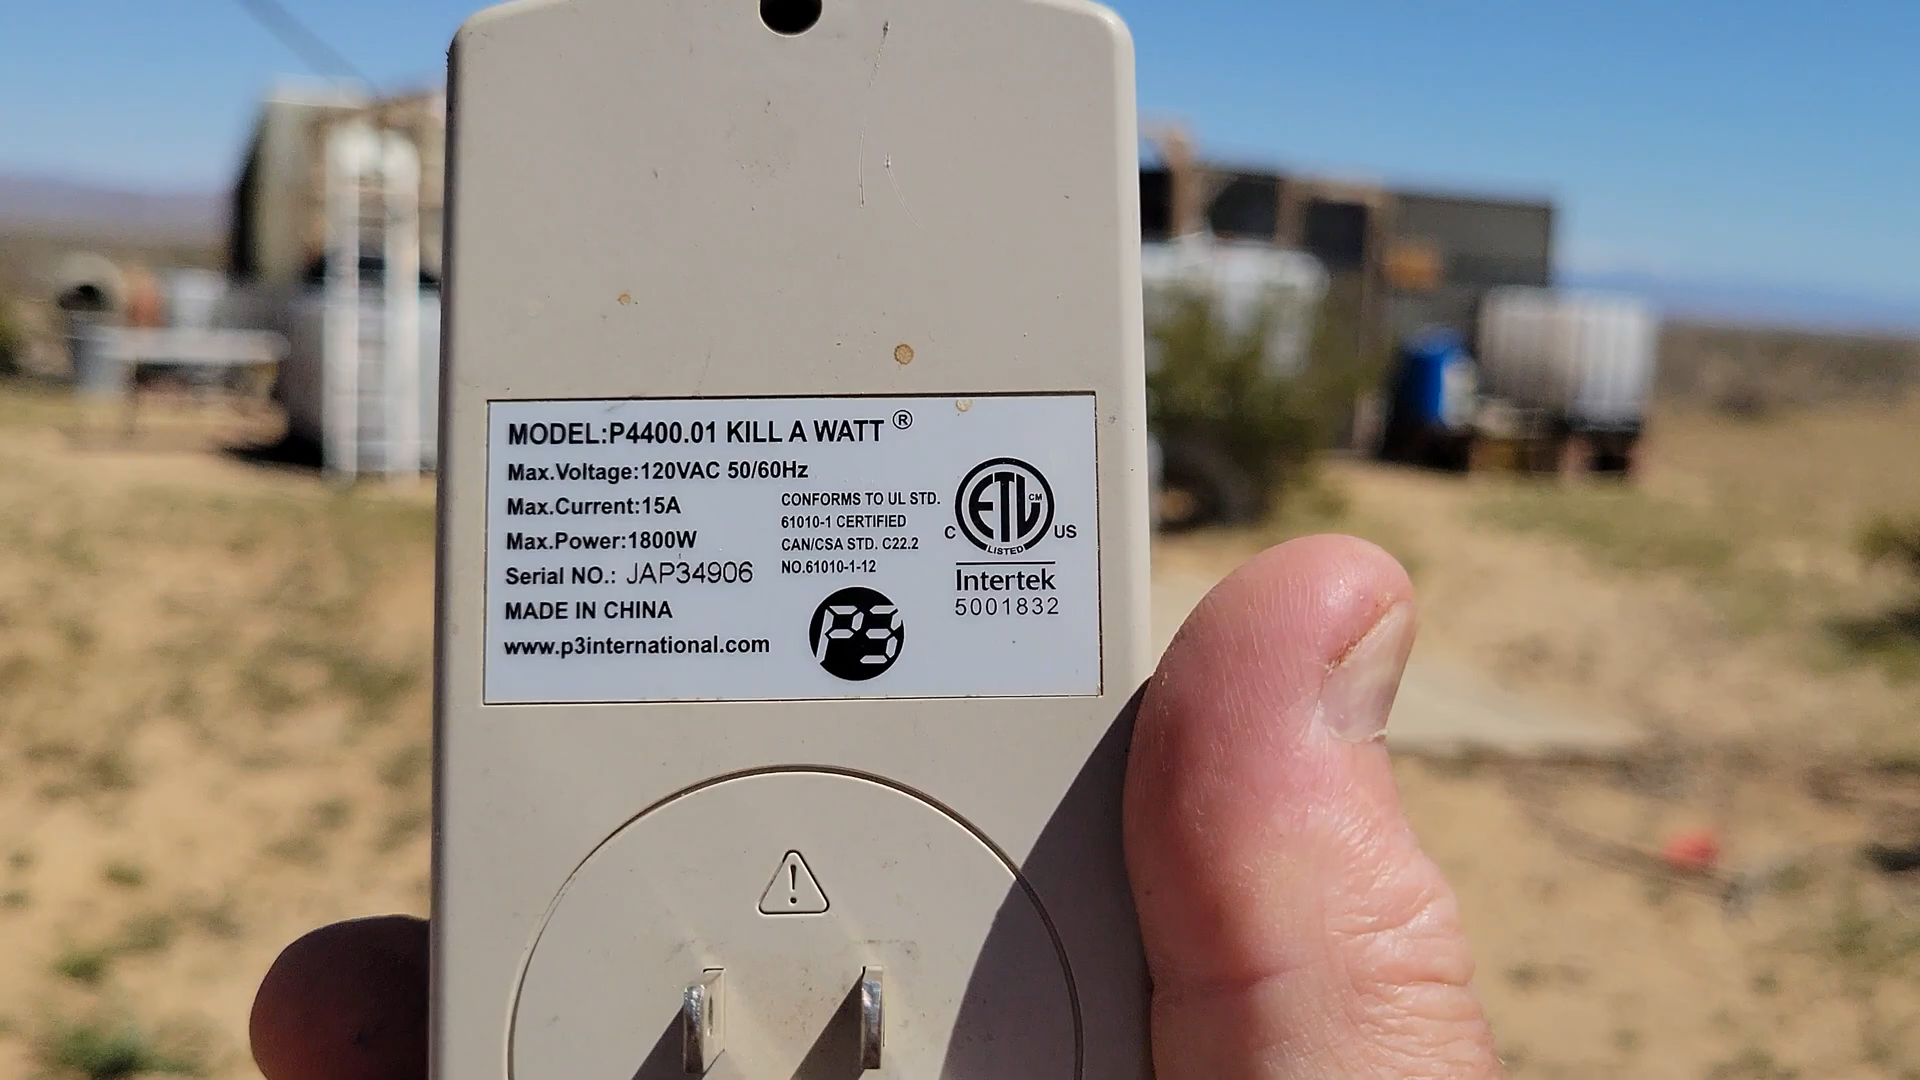 MODEL:P4400.01 KILL A WATT ®
Max.Voltage:120VAC 50/60Hz
Max.Current:15A
Max.Power:1800W
Serial NO.: JAP34906
MADE IN CHINA
www.p3international.com
CONFORMS TO UL STD.
61010-1 CERTIFIED
CAN/CSA STD. C22.2
NO.61010-1-12
P3
ETL CM
C US
LISTED
Intertek
5001832
!